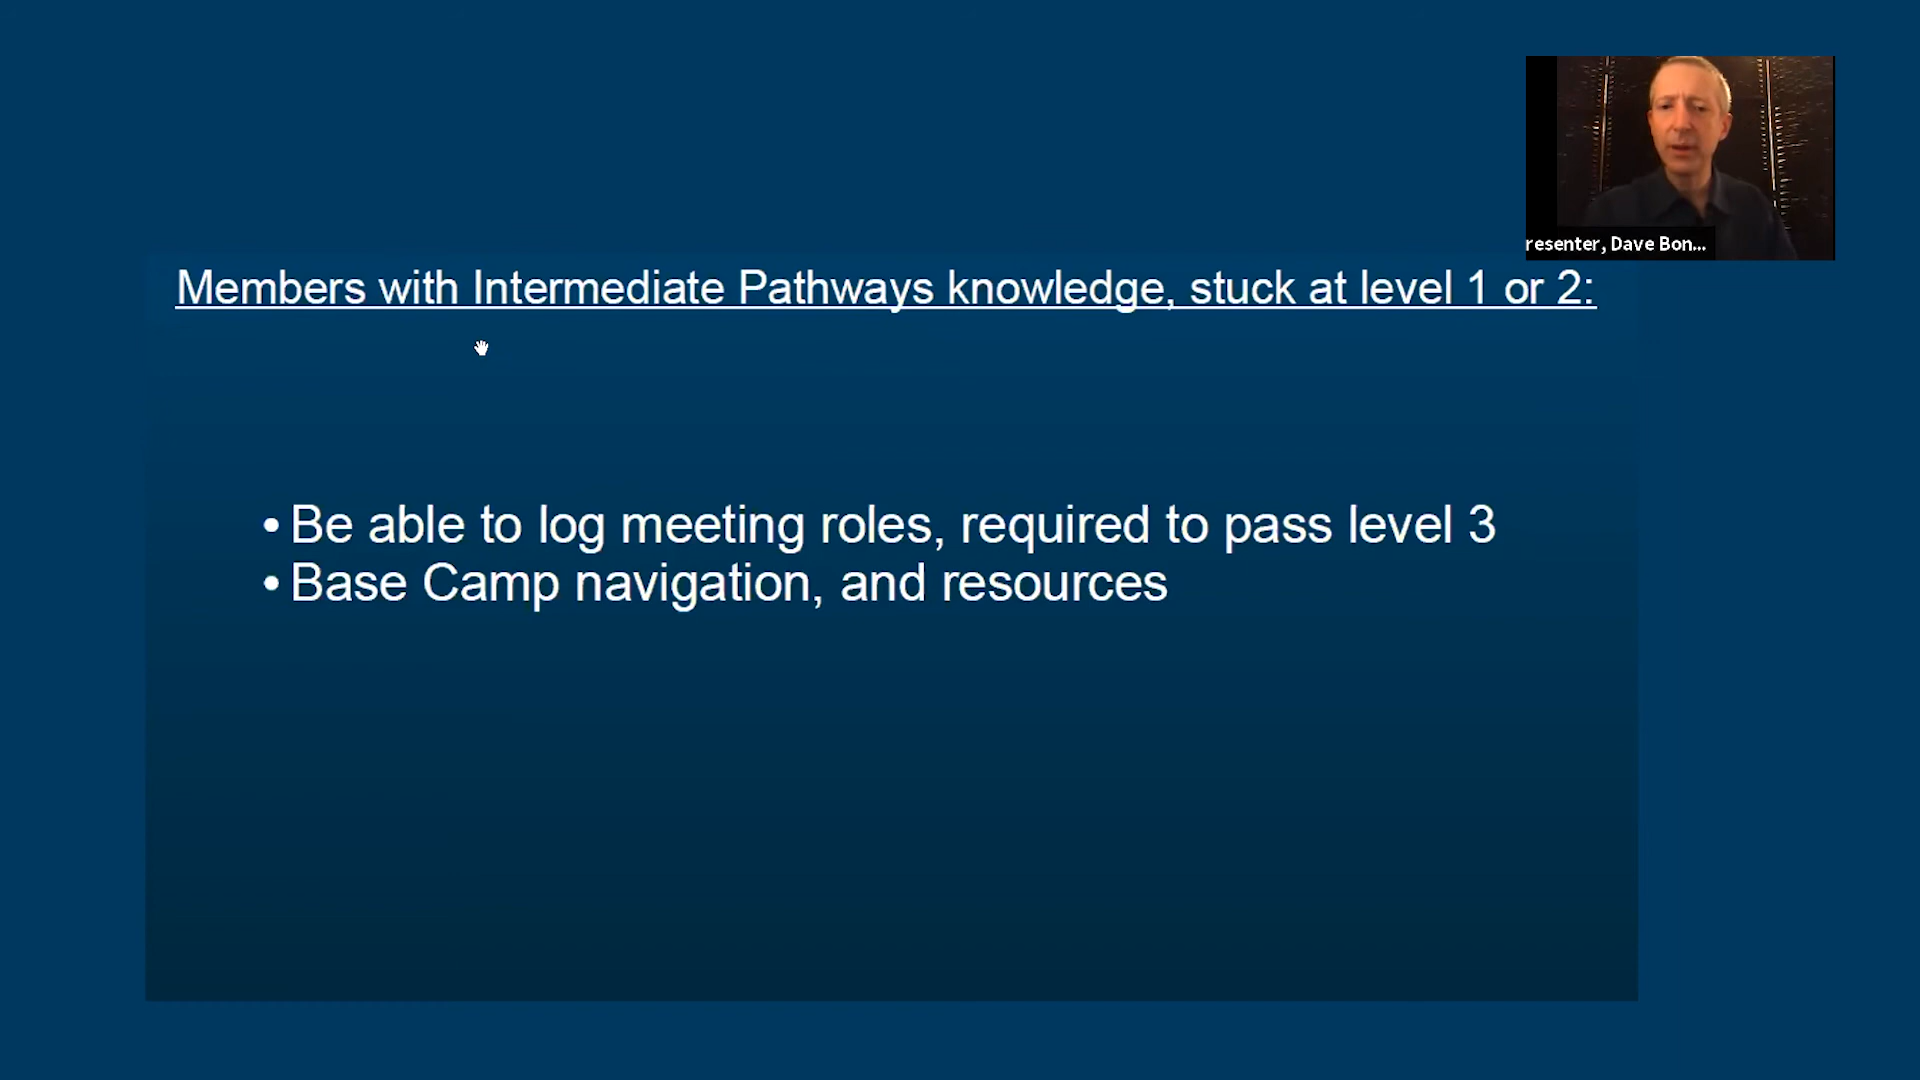 resenter, Dave Bon...
Members with Intermediate Pathways knowledge, stuck at level 1 or 2:
• Be able to log meeting roles, required to pass level 3
• Base Camp navigation, and resources